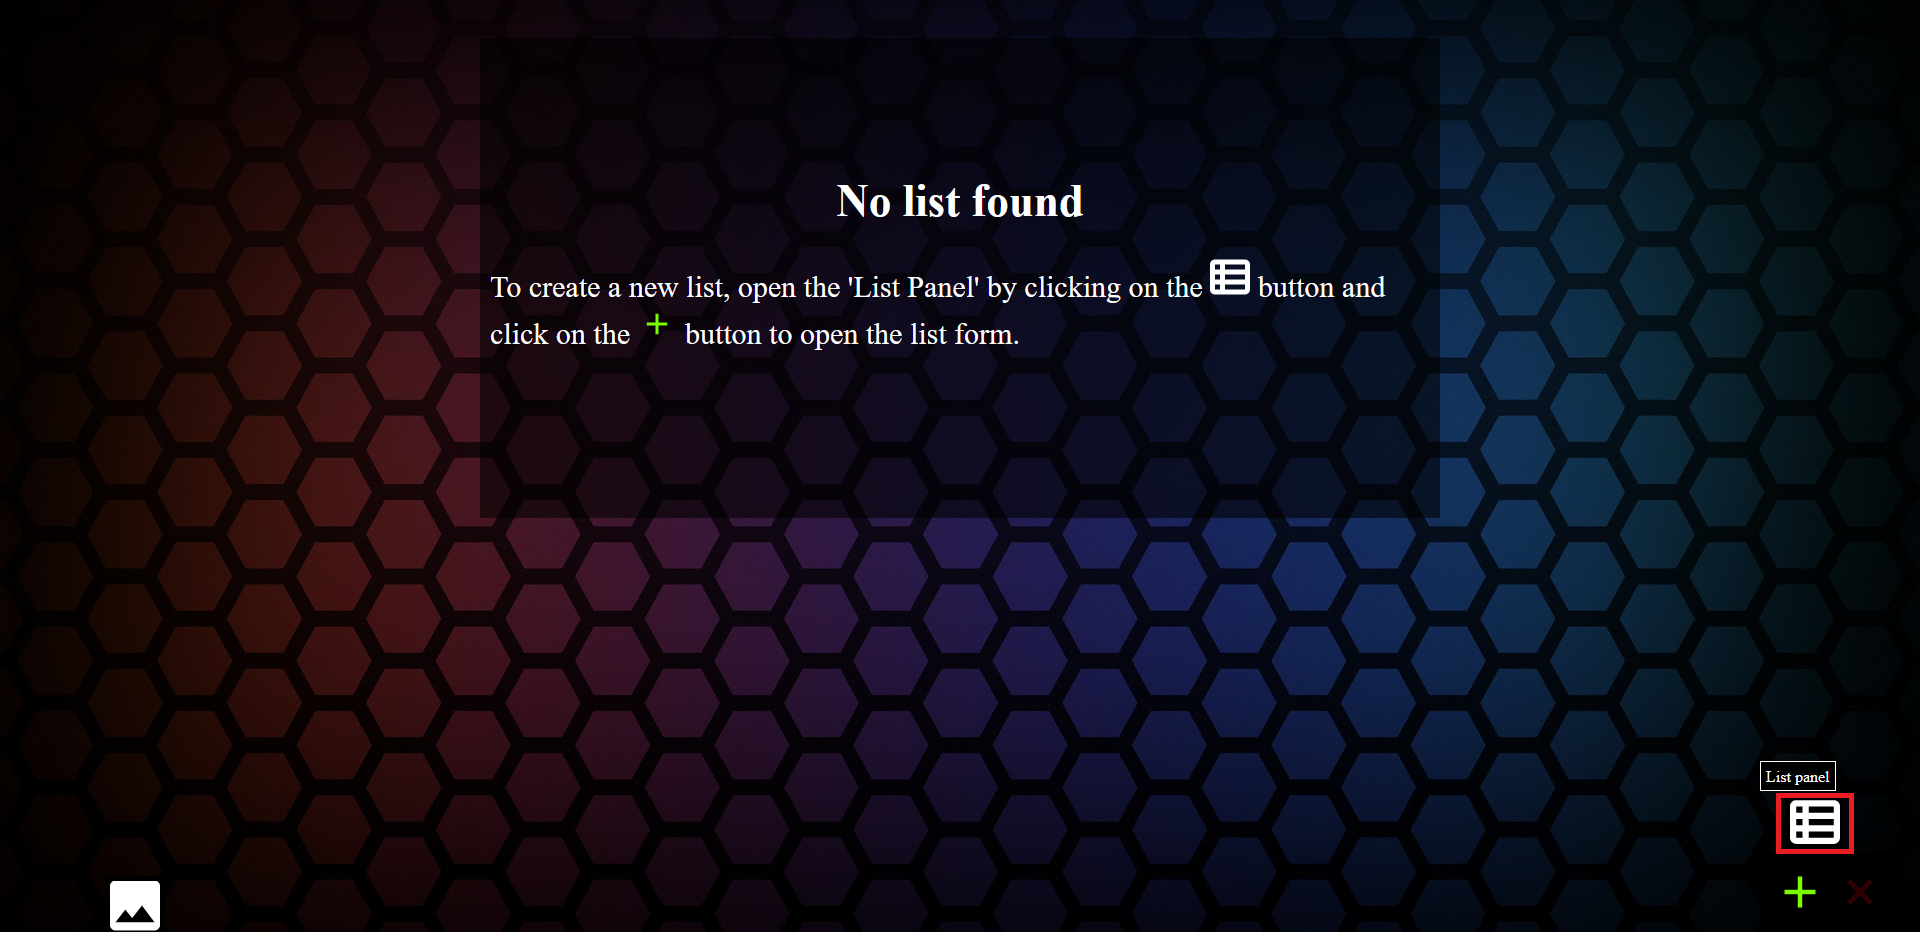 No list found
To create a new list, open the 'List Panel' by clicking on the button and
click on the + button to open the list form.
List panel